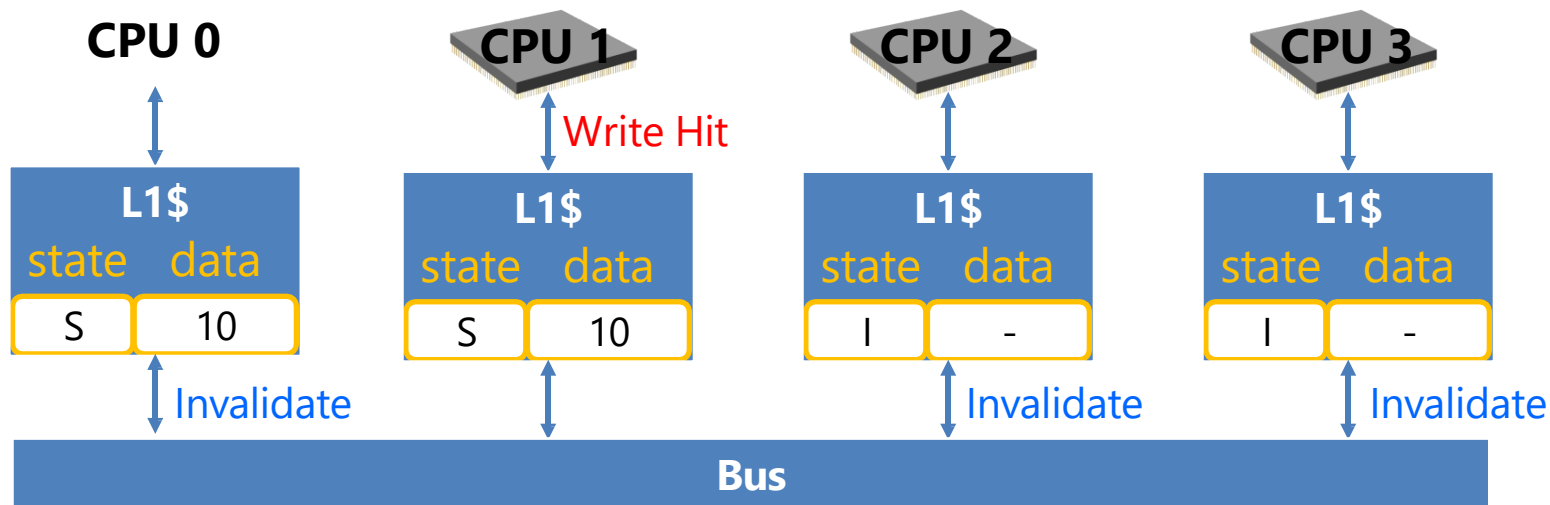 CPU 0
CPU 1
CPU 2
CPU 3
Write Hit
L1$
L1$
L1$
L1$
state data
state data
state data
state data
S 10
S 10
I -
I -
Invalidate
Invalidate
Invalidate
Bus